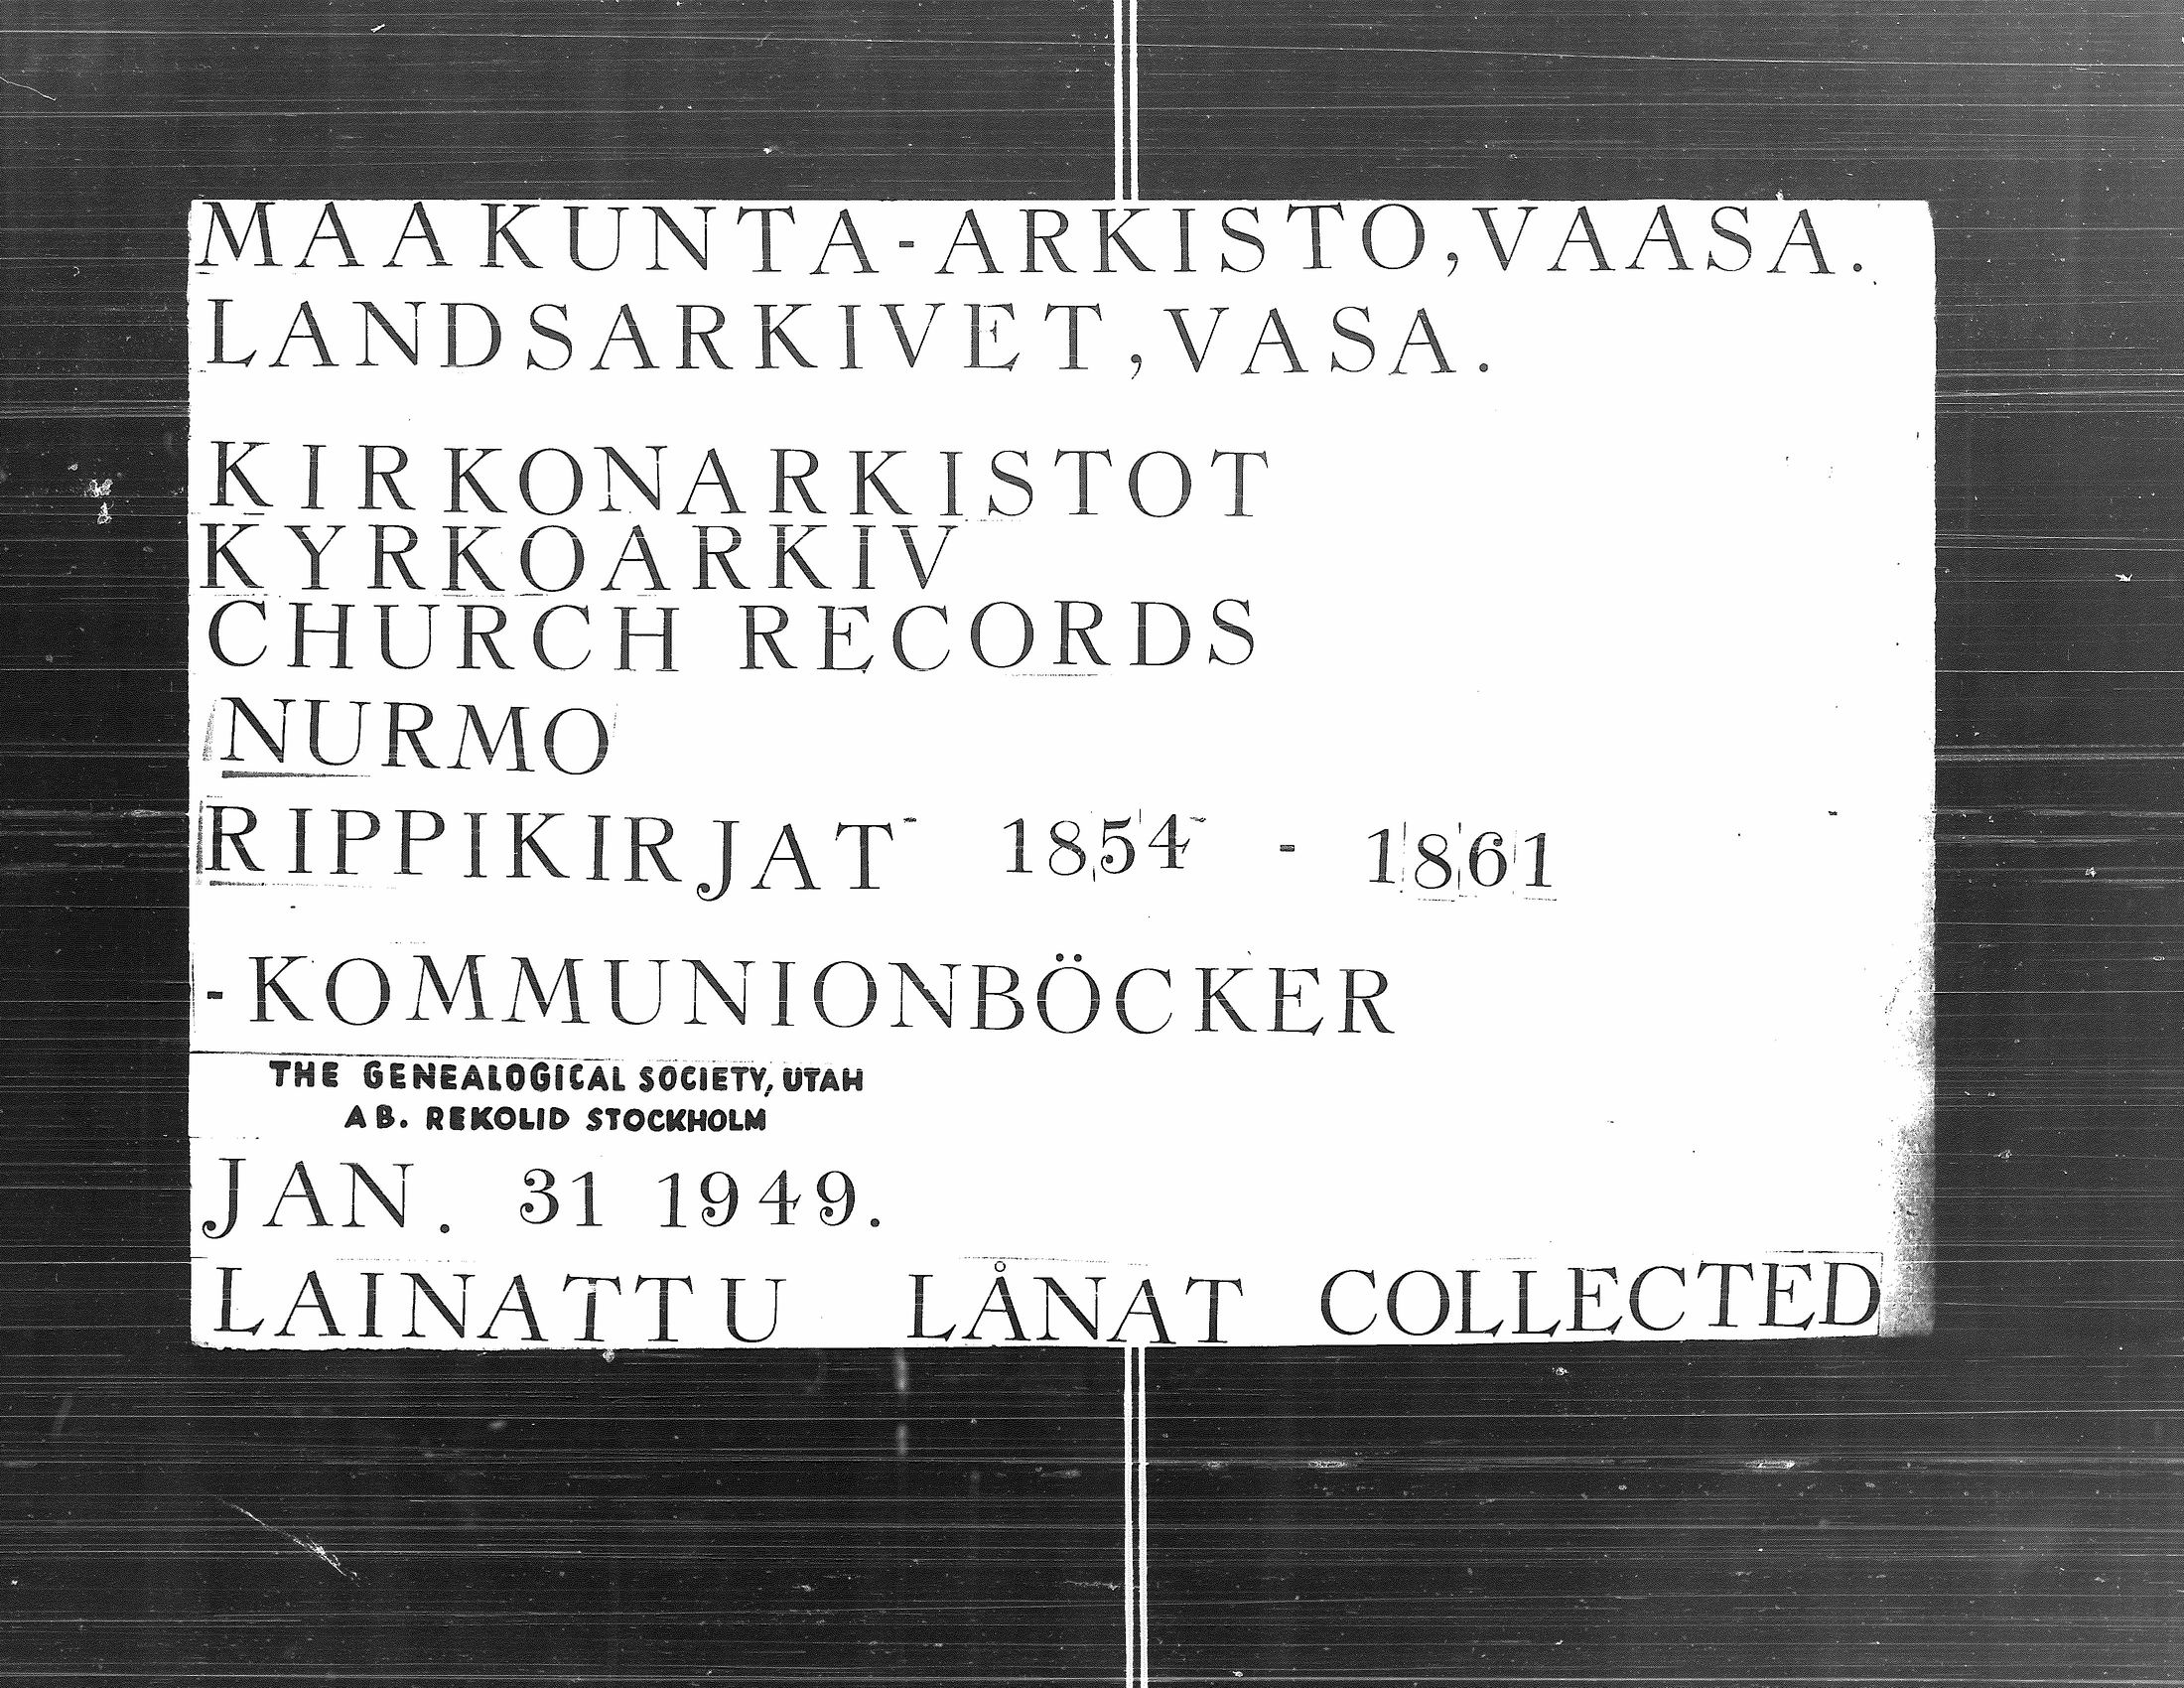 MAAKUNTA-ARKISTO,VAASA.
LANDSARKIVET,VASA.
KIRKONARKISTOT
KYRKOARKIV
CHURCH RECORDS
NURMO
RIPPIKIRJAT 1854 - 1861
-KOMMUNIONBÖCKER
THE GENEALOGICAL SOCIETY, UTAH
AB. REKOLID STOCKHOLM
JAN. 31 1949.
LAINATTU LÅNAT COLLECTED